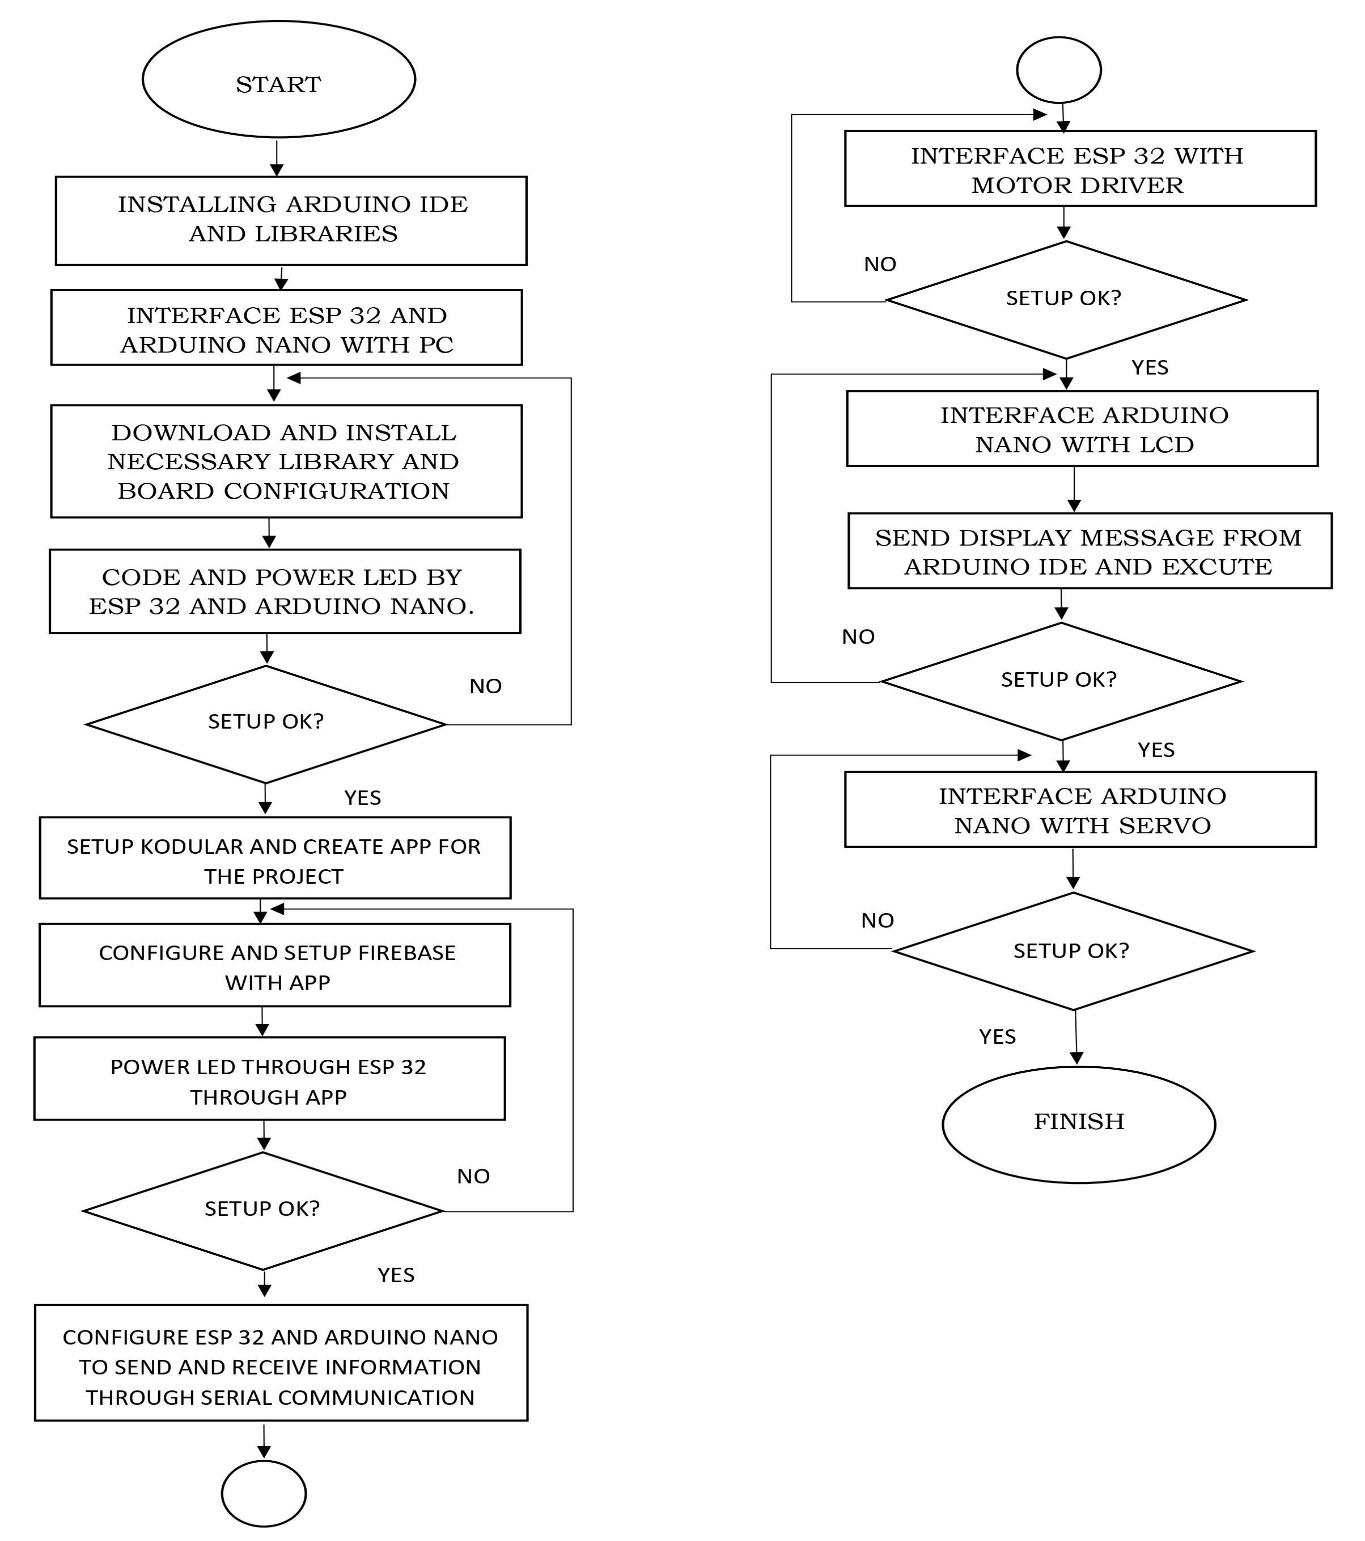 START
INSTALLING ARDUINO IDE
AND LIBRARIES
INTERFACE ESP 32 AND
ARDUINO NANO WITH PC
DOWNLOAD AND INSTALL
NECESSARY LIBRARY AND
BOARD CONFIGURATION
CODE AND POWER LED BY
ESP 32 AND ARDUINO NANO.
NO
SETUP OK?
YES
SETUP KODULAR AND CREATE APP FOR
THE PROJECT
CONFIGURE AND SETUP FIREBASE
WITH APP
POWER LED THROUGH ESP 32
THROUGH APP
NO
SETUP OK?
YES
CONFIGURE ESP 32 AND ARDUINO NANO
TO SEND AND RECEIVE INFORMATION
THROUGH SERIAL COMMUNICATION
INTERFACE ESP 32 WITH
MOTOR DRIVER
NO
SETUP OK?
YES
INTERFACE ARDUINO
NANO WITH LCD
SEND DISPLAY MESSAGE FROM
ARDUINO IDE AND EXCUTE
NO
SETUP OK?
YES
INTERFACE ARDUINO
NANO WITH SERVO
NO
SETUP OK?
YES
FINISH